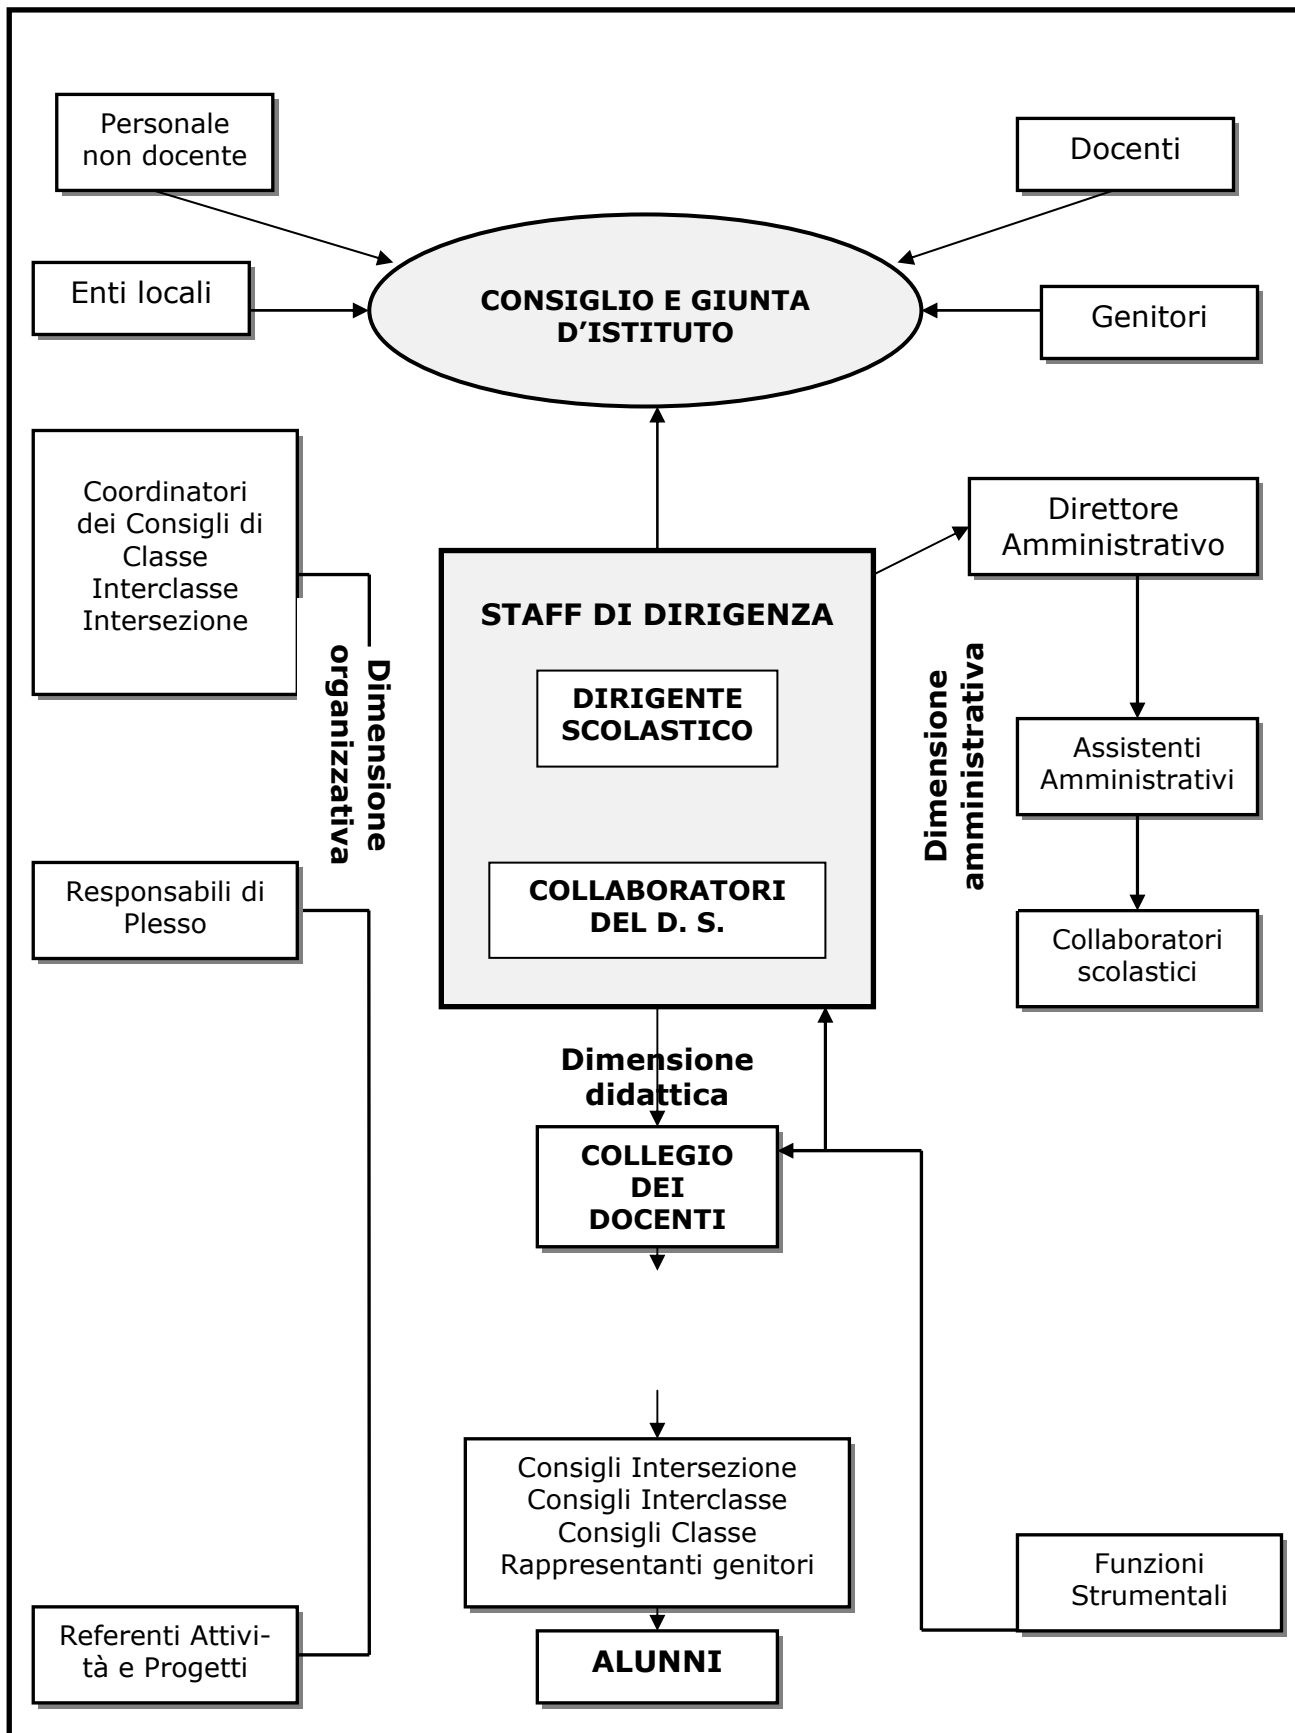 Personale
non docente
Docenti
Enti locali
CONSIGLIO E GIUNTA
D’ISTITUTO
Genitori
Coordinatori
dei Consigli di
Classe
Interclasse
Intersezione
Direttore
Amministrativo
STAFF DI DIRIGENZA
Dimensione
organizzativa
DIRIGENTE
SCOLASTICO
Dimensione
amministrativa
Assistenti
Amministrativi
Responsabili di
Plesso
COLLABORATORI
DEL D. S.
Collaboratori
scolastici
Dimensione
didattica
COLLEGIO
DEI
DOCENTI
Consigli Intersezione
Consigli Interclasse
Consigli Classe
Rappresentanti genitori
Funzioni
Strumentali
Referenti Attivi-
tà e Progetti
ALUNNI